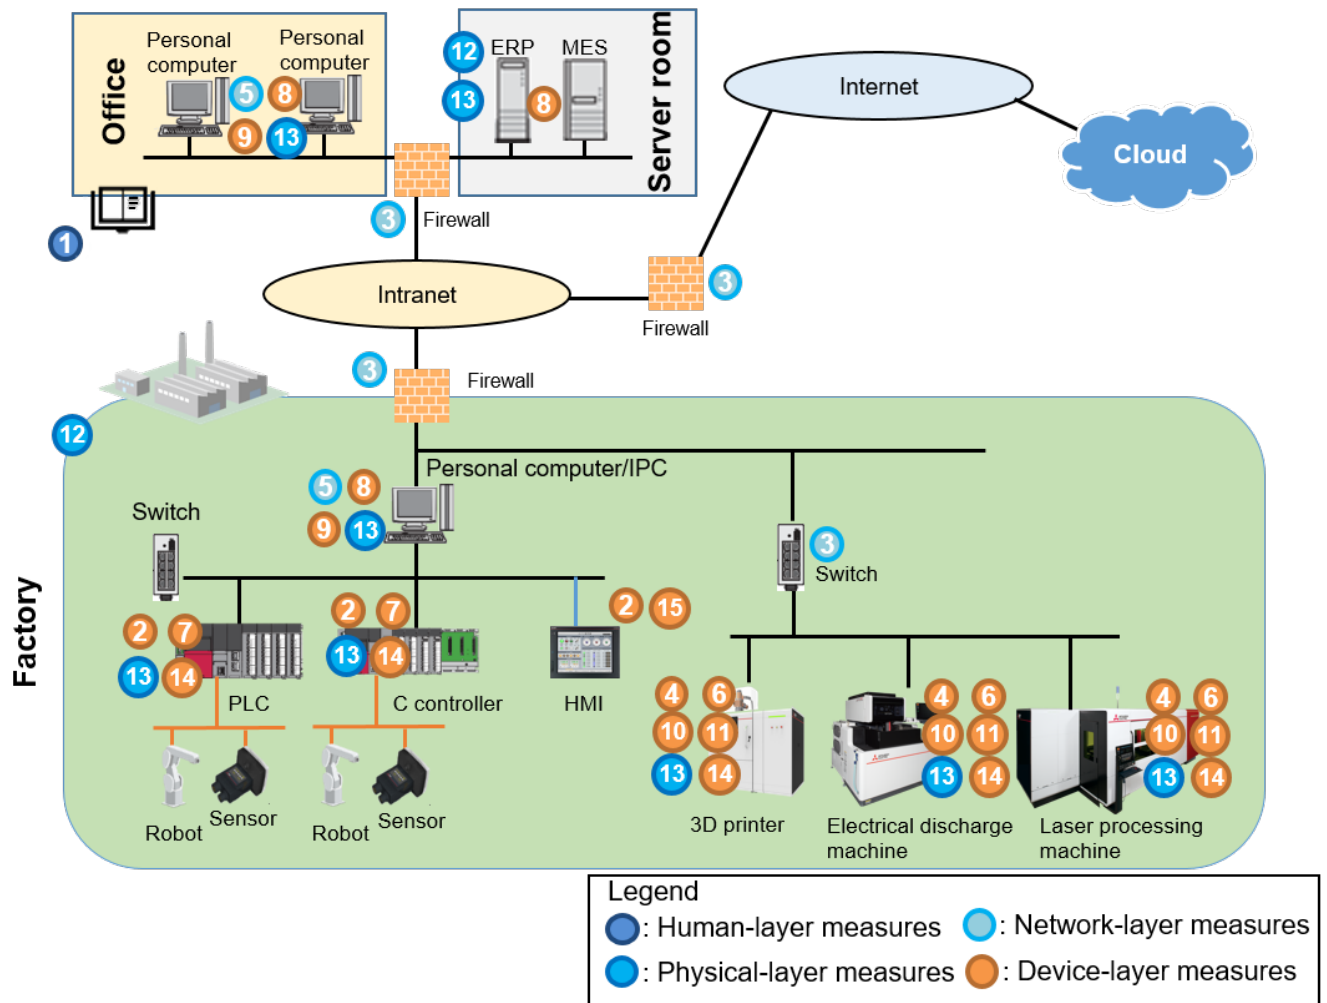 Office
Personal
computer
Personal
computer
5
8
9
13
12
13
ERP
MES
8
Server room
Internet
Cloud
1
3
Firewall
Intranet
3
Firewall
3
Firewall
12
Factory
Personal computer/IPC
5
8
9
13
Switch
3
Switch
2
7
13
14
PLC
2
7
13
14
C controller
2
15
HMI
Robot
Sensor
Robot
Sensor
4
6
10
11
13
14
3D printer
4
6
10
11
13
14
Electrical discharge
machine
4
6
10
11
13
14
Laser processing
machine
Legend
: Human-layer measures
: Network-layer measures
: Physical-layer measures
: Device-layer measures